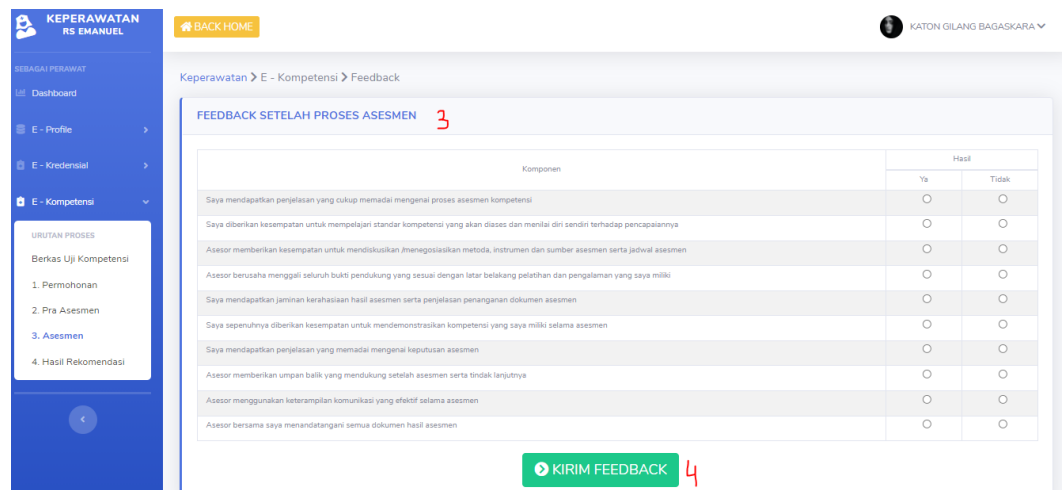 KEPERAWATAN
RS EMANUEL
BACK HOME
KATON GILANG BAGASKARA
SEBAGAI PERAWAT
Dashboard
E - Profile
E - Kredensial
E - Kompetensi
URUTAN PROSES
Berkas Uji Kompetensi
1. Permohonan
2. Pra Asesmen
3. Asesmen
4. Hasil Rekomendasi
Keperawatan > E - Kompetensi > Feedback
FEEDBACK SETELAH PROSES ASESMEN 3
Komponen
Hasil
Ya Tidak
Saya mendapatkan penjelasan yang cukup memadai mengenai proses asesmen kompetensi
Saya diberikan kesempatan untuk mempelajari standar kompetensi yang akan diases dan menilai diri sendiri terhadap pencapaiannya
Asesor memberikan kesempatan untuk mendiskusikan /menegosiasikan metoda, instrumen dan sumber asesmen serta jadwal asesmen
Asesor berusaha menggali seluruh bukti pendukung yang sesuai dengan latar belakang pelatihan dan pengalaman yang saya miliki
Saya mendapatkan jaminan kerahasiaan hasil asesmen serta penjelasan penanganan dokumen asesmen
Saya sepenuhnya diberikan kesempatan untuk mendemonstrasikan kompetensi yang saya miliki selama asesmen
Saya mendapatkan penjelasan yang memadai mengenai keputusan asesmen
Asesor memberikan umpan balik yang mendukung setelah asesmen serta tindak lanjutnya
Asesor menggunakan keterampilan komunikasi yang efektif selama asesmen
Asesor bersama saya menandatangani semua dokumen hasil asesmen
KIRIM FEEDBACK 4